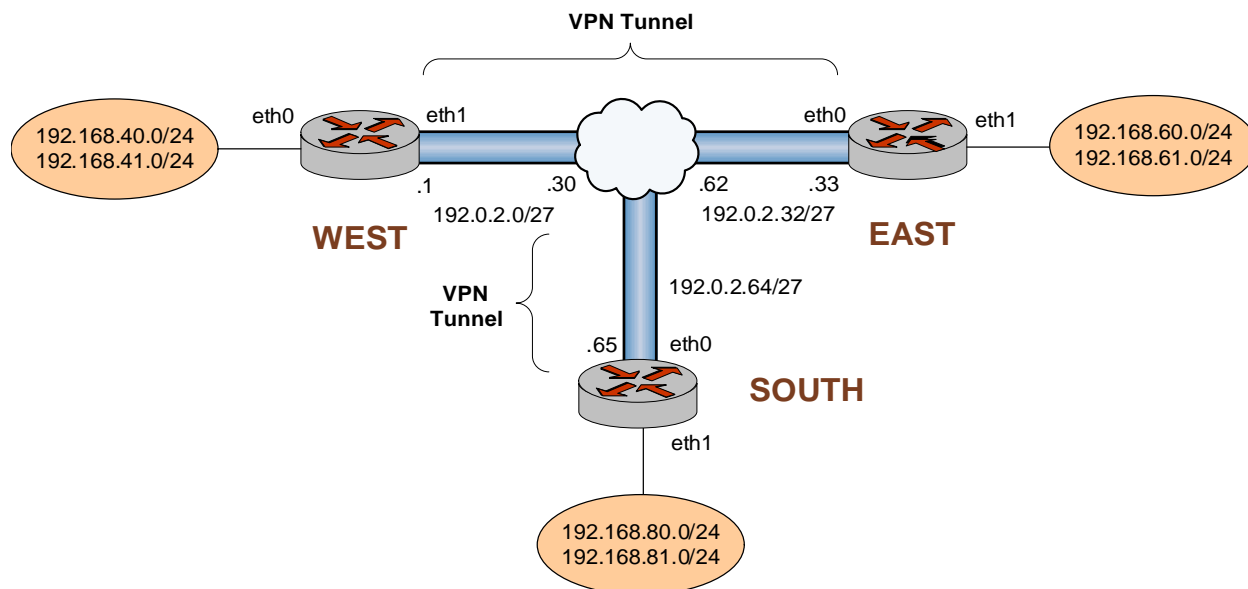 VPN Tunnel
eth0
eth1
eth0
eth1
192.168.40.0/24
192.168.41.0/24
192.168.60.0/24
192.168.61.0/24
.1
.30
.62
.33
192.0.2.0/27
192.0.2.32/27
WEST
EAST
VPN
Tunnel
192.0.2.64/27
.65
eth0
SOUTH
eth1
192.168.80.0/24
192.168.81.0/24